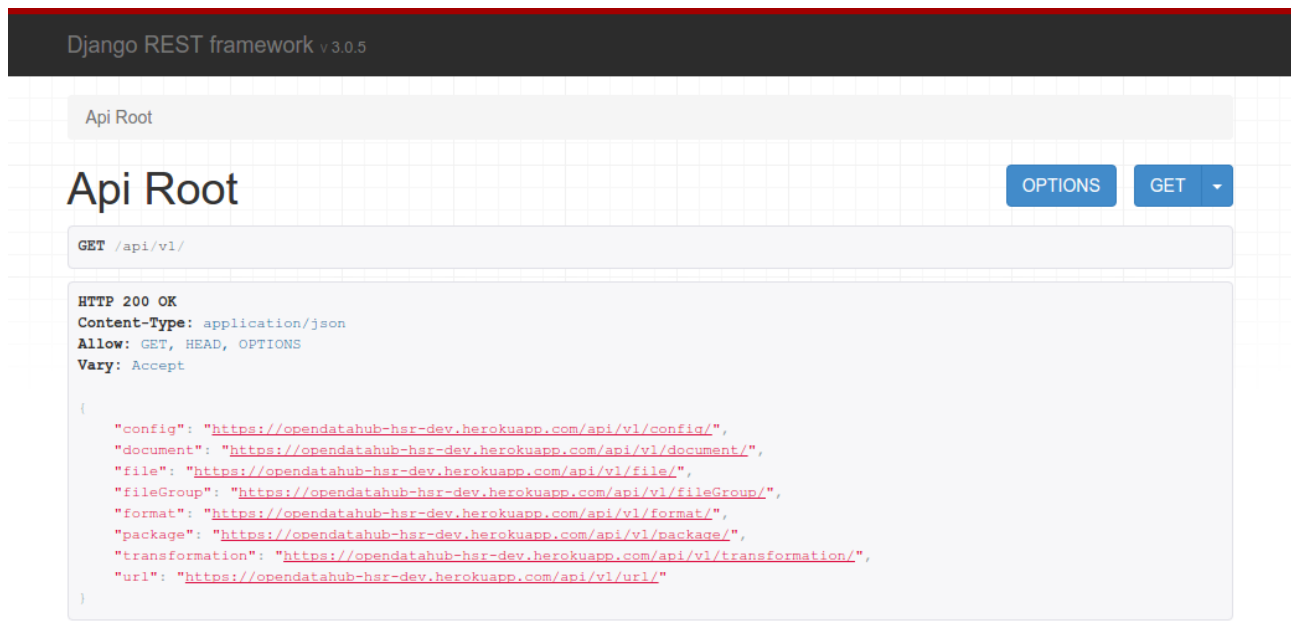 Django REST framework v 3.0.5
Api Root
Api Root
OPTIONS
GET
GET /api/v1/
HTTP 200 OK
Content-Type: application/json
Allow: GET, HEAD, OPTIONS
Vary: Accept
{
"config": "https://opendatahub-hsr-dev.herokuapp.com/api/v1/config/",
"document": "https://opendatahub-hsr-dev.herokuapp.com/api/v1/document/",
"file": "https://opendatahub-hsr-dev.herokuapp.com/api/v1/file/",
"fileGroup": "https://opendatahub-hsr-dev.herokuapp.com/api/v1/fileGroup/",
"format": "https://opendatahub-hsr-dev.herokuapp.com/api/v1/format/",
"package": "https://opendatahub-hsr-dev.herokuapp.com/api/v1/package/",
"transformation": "https://opendatahub-hsr-dev.herokuapp.com/api/v1/transformation/",
"url": "https://opendatahub-hsr-dev.herokuapp.com/api/v1/url/"
}